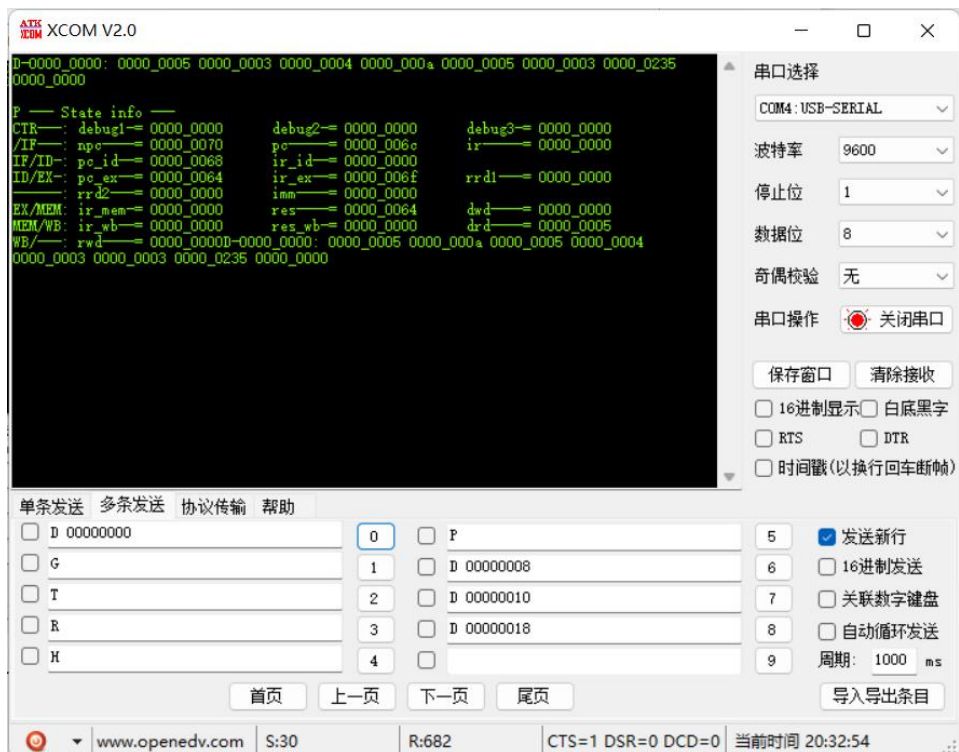 ATK XCOM XCOM V2.0
D-0000_0000: 0000_0005 0000_0003 0000_0004 0000_000a 0000_0005 0000_0003 0000_0235
0000_0000
P —— State info ——
CTR——: debug1-= 0000_0000 debug2-= 0000_0000 debug3-= 0000_0000
/IF——: npc———= 0000_0070 pc————= 0000_006c ir————= 0000_0000
IF/ID-: pc_id——= 0000_0068 ir_id——= 0000_0000
ID/EX-: pc_ex——= 0000_0064 ir_ex——= 0000_006f rrd1———= 0000_0000
———: rrd2———= 0000_0000 imm———= 0000_0000
EX/MEM: ir_mem-= 0000_0000 res———= 0000_0064 dwd———= 0000_0000
MEM/WB: ir_wb——= 0000_0000 res_wb-= 0000_0000 drd———= 0000_0005
WB/——: rwd———= 0000_0000D-0000_0000: 0000_0005 0000_000a 0000_0005 0000_0004
0000_0003 0000_0003 0000_0235 0000_0000
串口选择
COM4:USB-SERIAL
波特率 9600
停止位 1
数据位 8
奇偶校验 无
串口操作 关闭串口
保存窗口 清除接收
16进制显示 白底黑字
RTS DTR
时间戳(以换行回车断帧)
单条发送 多条发送 协议传输 帮助
D 00000000 0 P 5 发送新行
G 1 D 00000008 6 16进制发送
T 2 D 00000010 7 关联数字键盘
R 3 D 00000018 8 自动循环发送
H 4 9 周期: 1000 ms
首页 上一页 下一页 尾页 导入导出条目
www.openedv.com S:30 R:682 CTS=1 DSR=0 DCD=0 当前时间 20:32:54